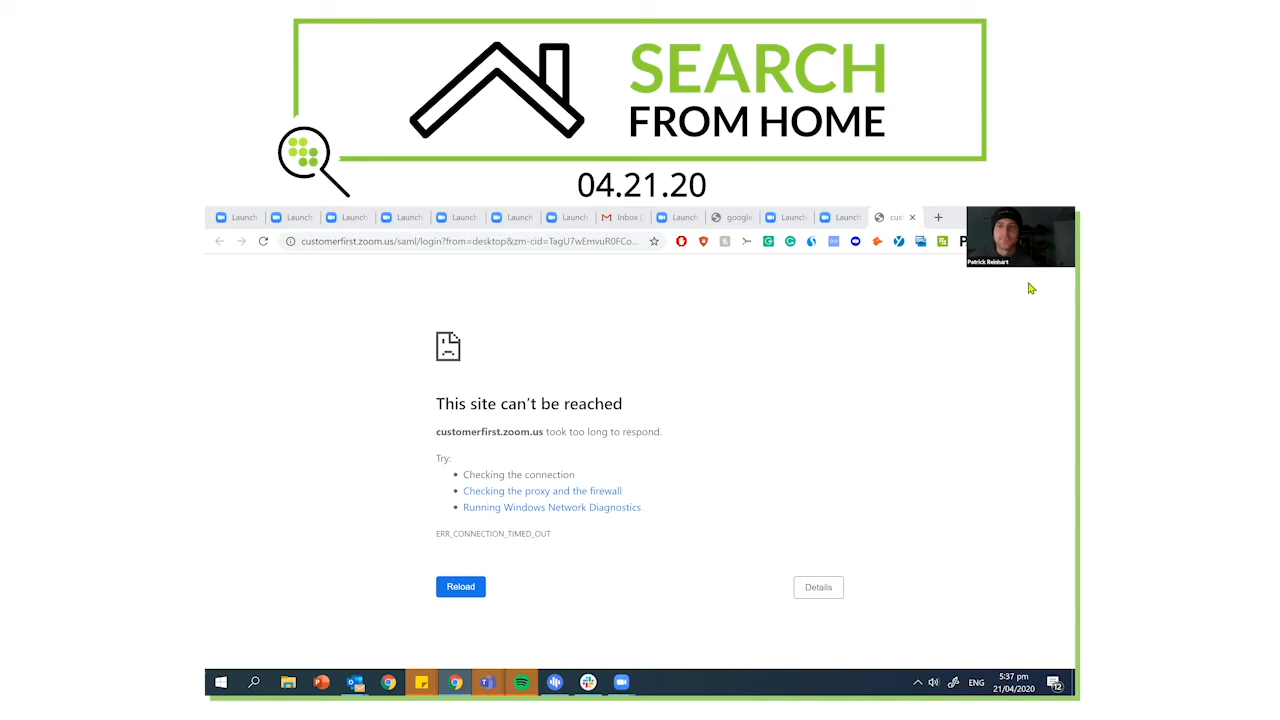 SEARCH
FROM HOME
04.21.20
Launch Launch Launch Launch Launch Launch Launch Inbox Launch google. Launch Launch cus
customerfirst.zoom.us/saml/login?from=desktop&zm-cid=TagU7wEmvuR0FCo...
Patrick Reinhart
This site can't be reached
customerfirst.zoom.us took too long to respond.
Try:
• Checking the connection
• Checking the proxy and the firewall
• Running Windows Network Diagnostics
ERR_CONNECTION_TIMED_OUT
Reload Details
ENG 5:37 pm
21/04/2020 12